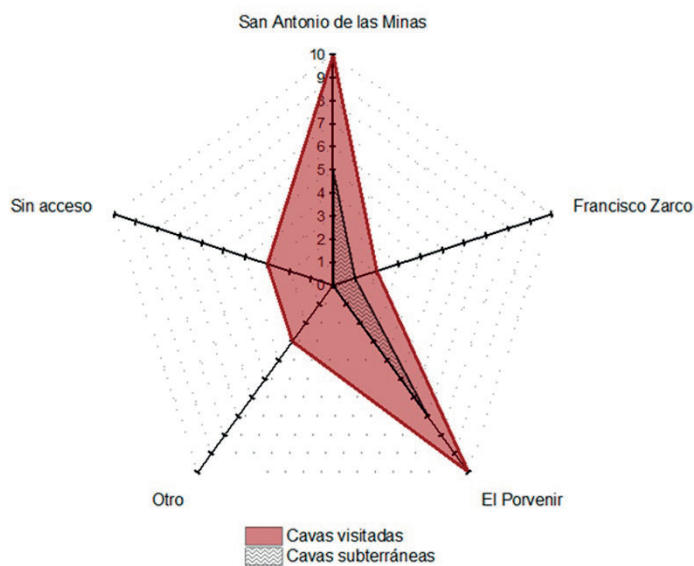 San Antonio de las Minas
10
9
8
7
6
5
4
3
2
1
0
Sin acceso
Francisco Zarco
Otro
El Porvenir
Cavas visitadas
Cavas subterráneas